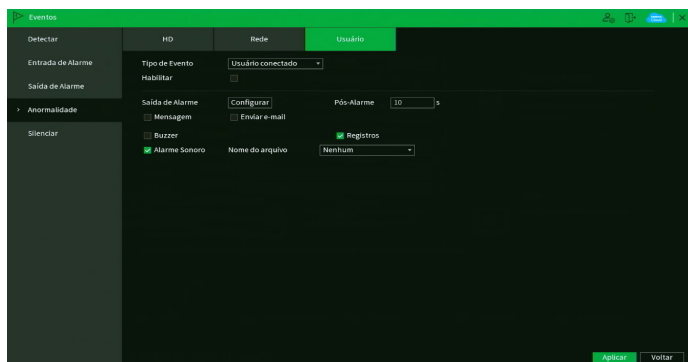 Eventos
Detectar
HD
Rede
Usuário
Entrada de Alarme
Saída de Alarme
Anormalidade
Silenciar
Tipo de Evento
Usuário conectado
Habilitar
Saída de Alarme
Configurar
Pós-Alarme
10
s
Mensagem
Enviar e-mail
Buzzer
Registros
Alarme Sonoro
Nome do arquivo
Nenhum
Aplicar
Voltar